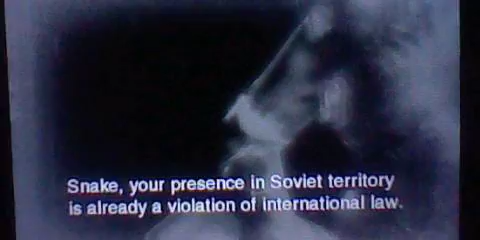 Snake, your presence in Soviet territory
is already a violation of international law.